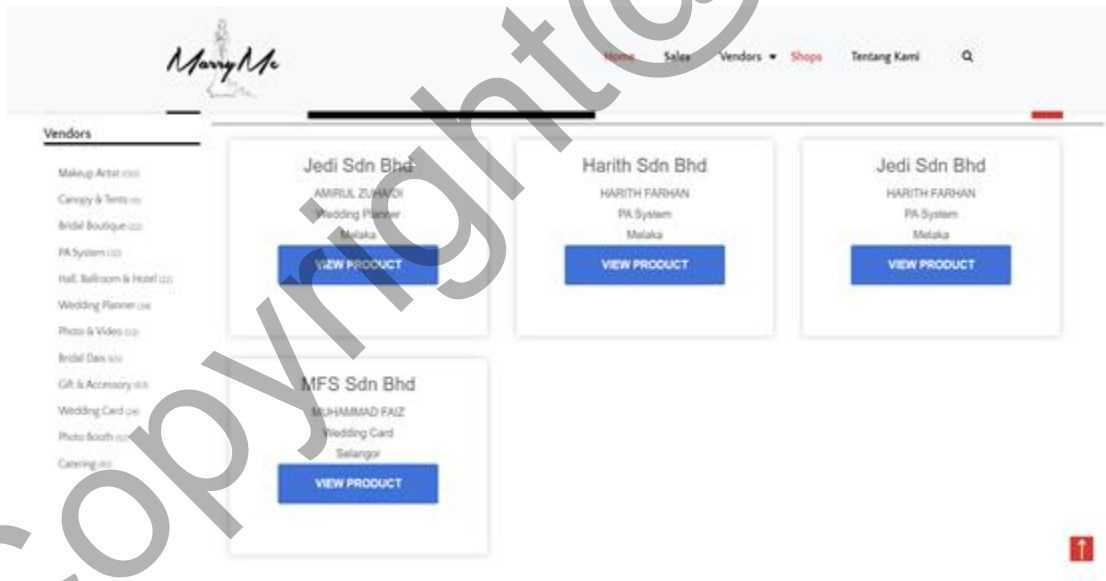 Marry Me
Home Sales Vendors Shops Tentang Kami
Vendors
Makeup Artist
Canopy & Tents
Bridal Boutique
PA System
Hall, Ballroom & Hotel
Wedding Planner
Photo & Video
Bridal Dais
Gift & Accessory
Wedding Card
Photo Booth
Catering
Jedi Sdn Bhd
AMIRUL ZUHAIDI
Wedding Planner
Melaka
VIEW PRODUCT
Harith Sdn Bhd
HARITH FARHAN
PA System
Melaka
VIEW PRODUCT
Jedi Sdn Bhd
HARITH FARHAN
PA System
Melaka
VIEW PRODUCT
MFS Sdn Bhd
MUHAMMAD FAIZ
Wedding Card
Selangor
VIEW PRODUCT
Copyright@